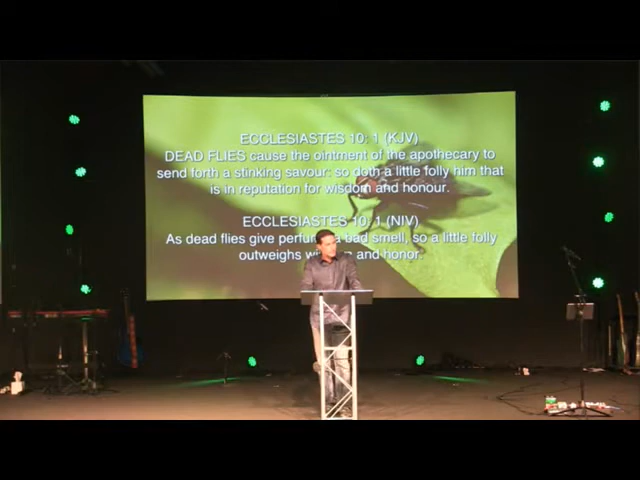 ECCLESIASTES 10: 1 (KJV)
DEAD FLIES cause the ointment of the apothecary to
send forth a stinking savour: so doth a little folly him that
is in reputation for wisdom and honour.
ECCLESIASTES 10: 1 (NIV)
As dead flies give a bad smell, so a little folly
outweighs and honor.